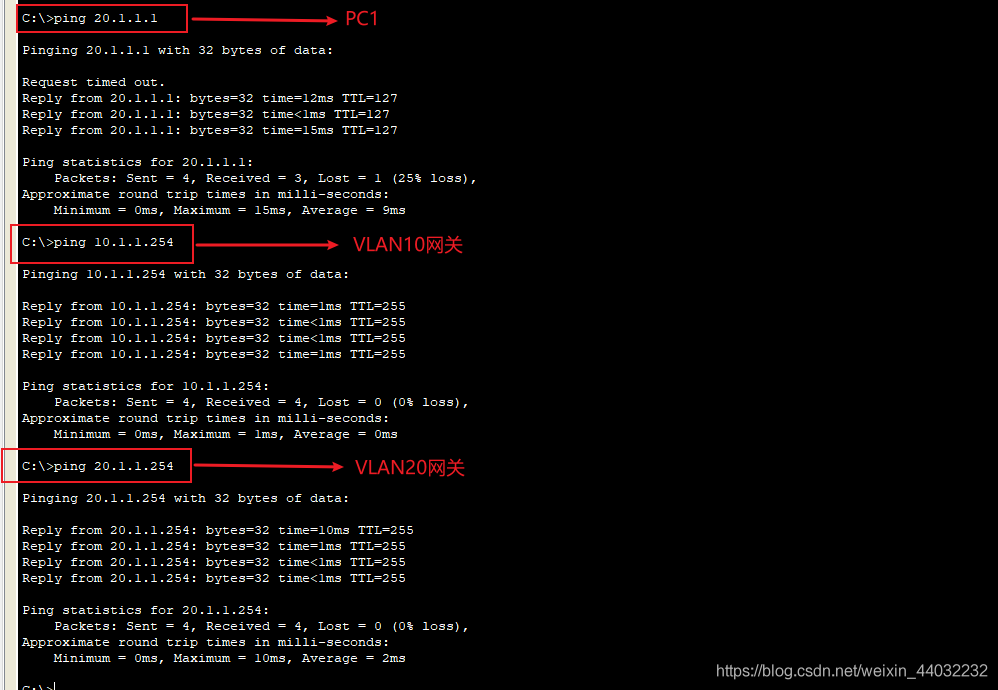 C:\>ping 20.1.1.1 PC1
Pinging 20.1.1.1 with 32 bytes of data:
Request timed out.
Reply from 20.1.1.1: bytes=32 time=12ms TTL=127
Reply from 20.1.1.1: bytes=32 time<1ms TTL=127
Reply from 20.1.1.1: bytes=32 time=15ms TTL=127
Ping statistics for 20.1.1.1:
Packets: Sent = 4, Received = 3, Lost = 1 (25% loss),
Approximate round trip times in milli-seconds:
Minimum = 0ms, Maximum = 15ms, Average = 9ms
C:\>ping 10.1.1.254 VLAN10网关
Pinging 10.1.1.254 with 32 bytes of data:
Reply from 10.1.1.254: bytes=32 time=1ms TTL=255
Reply from 10.1.1.254: bytes=32 time<1ms TTL=255
Reply from 10.1.1.254: bytes=32 time<1ms TTL=255
Reply from 10.1.1.254: bytes=32 time=1ms TTL=255
Ping statistics for 10.1.1.254:
Packets: Sent = 4, Received = 4, Lost = 0 (0% loss),
Approximate round trip times in milli-seconds:
Minimum = 0ms, Maximum = 1ms, Average = 0ms
C:\>ping 20.1.1.254 VLAN20网关
Pinging 20.1.1.254 with 32 bytes of data:
Reply from 20.1.1.254: bytes=32 time=10ms TTL=255
Reply from 20.1.1.254: bytes=32 time=1ms TTL=255
Reply from 20.1.1.254: bytes=32 time<1ms TTL=255
Reply from 20.1.1.254: bytes=32 time<1ms TTL=255
Ping statistics for 20.1.1.254:
Packets: Sent = 4, Received = 4, Lost = 0 (0% loss),
Approximate round trip times in milli-seconds:
Minimum = 0ms, Maximum = 10ms, Average = 2ms
https://blog.csdn.net/weixin_44032232
C:\>